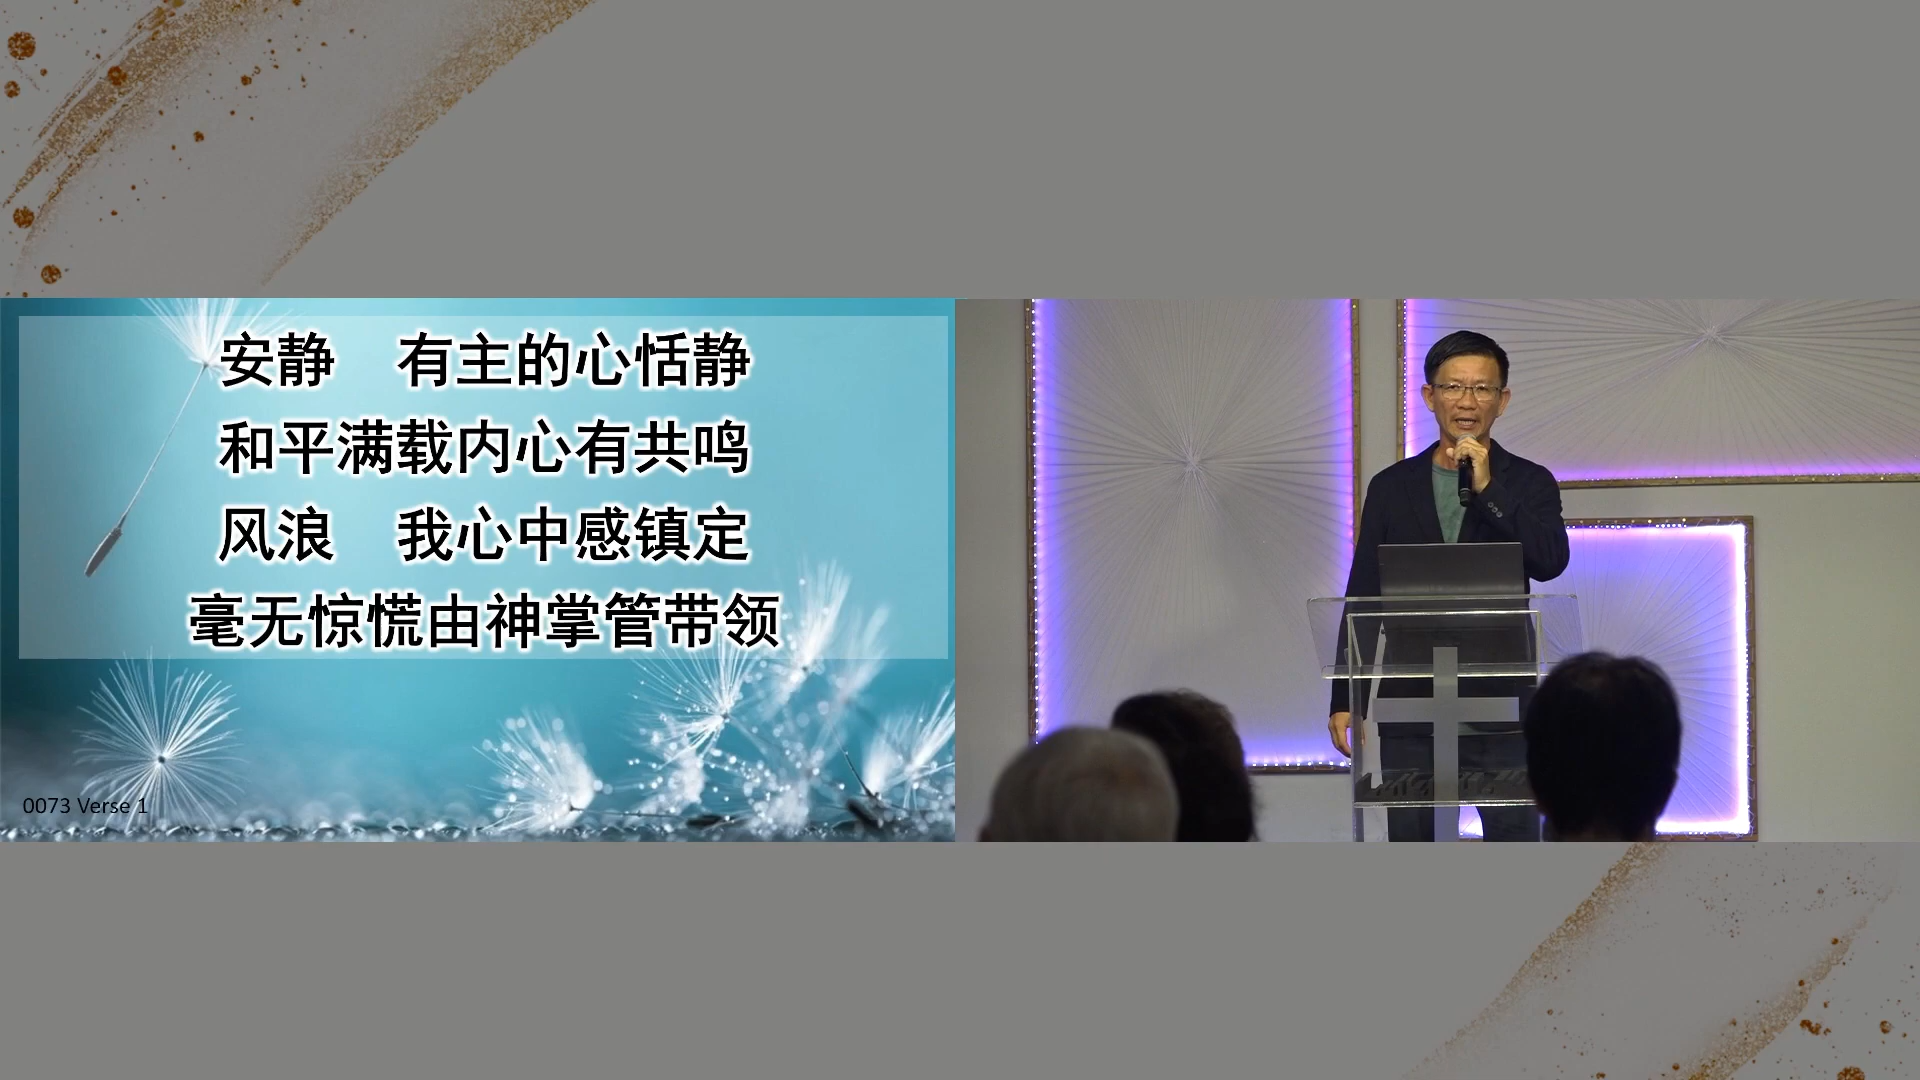 安静　有主的心恬静
和平满载内心有共鸣
风浪　我心中感镇定
毫无惊慌由神掌管带领
0073 Verse 1